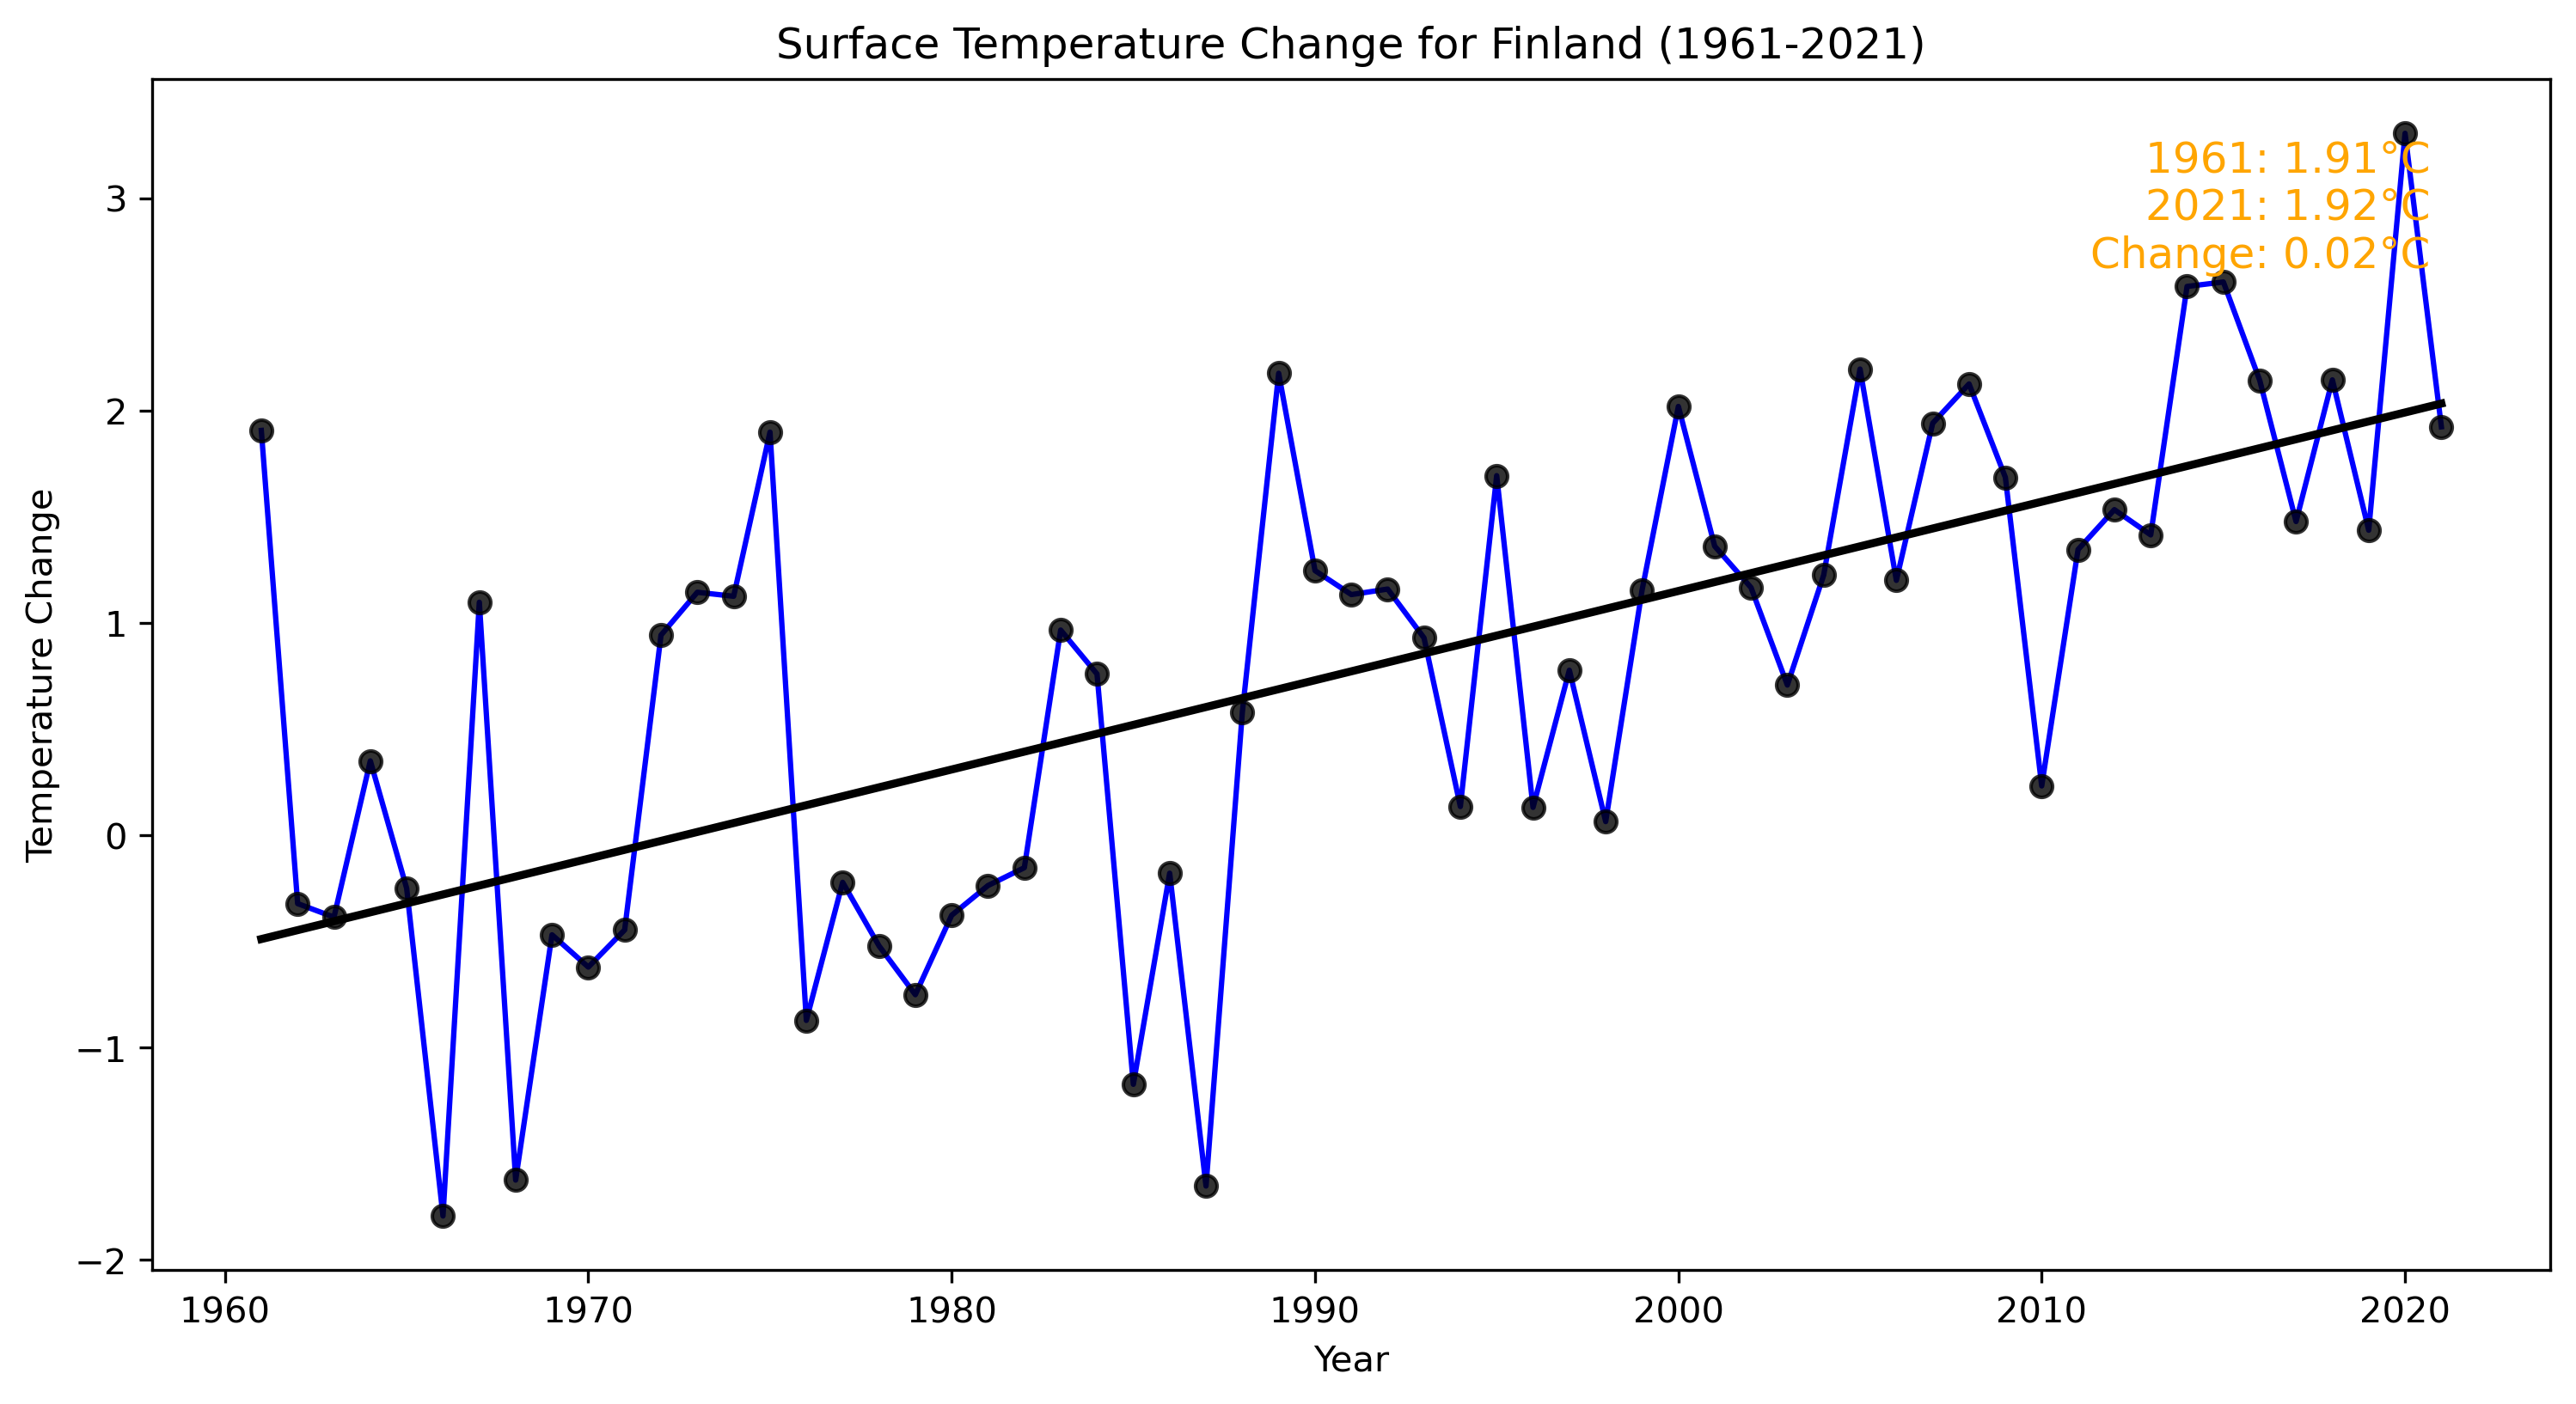 Surface Temperature Change for Finland (1961-2021)
1961: 1.91°C
2021: 1.92°C
Change: 0.02°C
Temperature Change
3
2
1
0
−1
−2
1960 1970 1980 1990 2000 2010 2020
Year